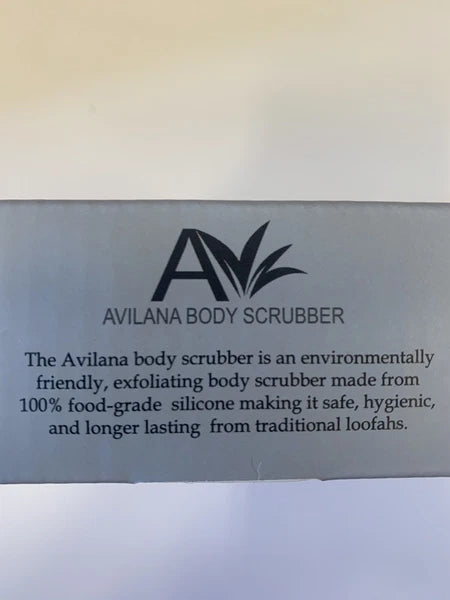 AV
AVILANA BODY SCRUBBER
The Avilana body scrubber is an environmentally
friendly, exfoliating body scrubber made from
100% food-grade silicone making it safe, hygienic,
and longer lasting from traditional loofahs.